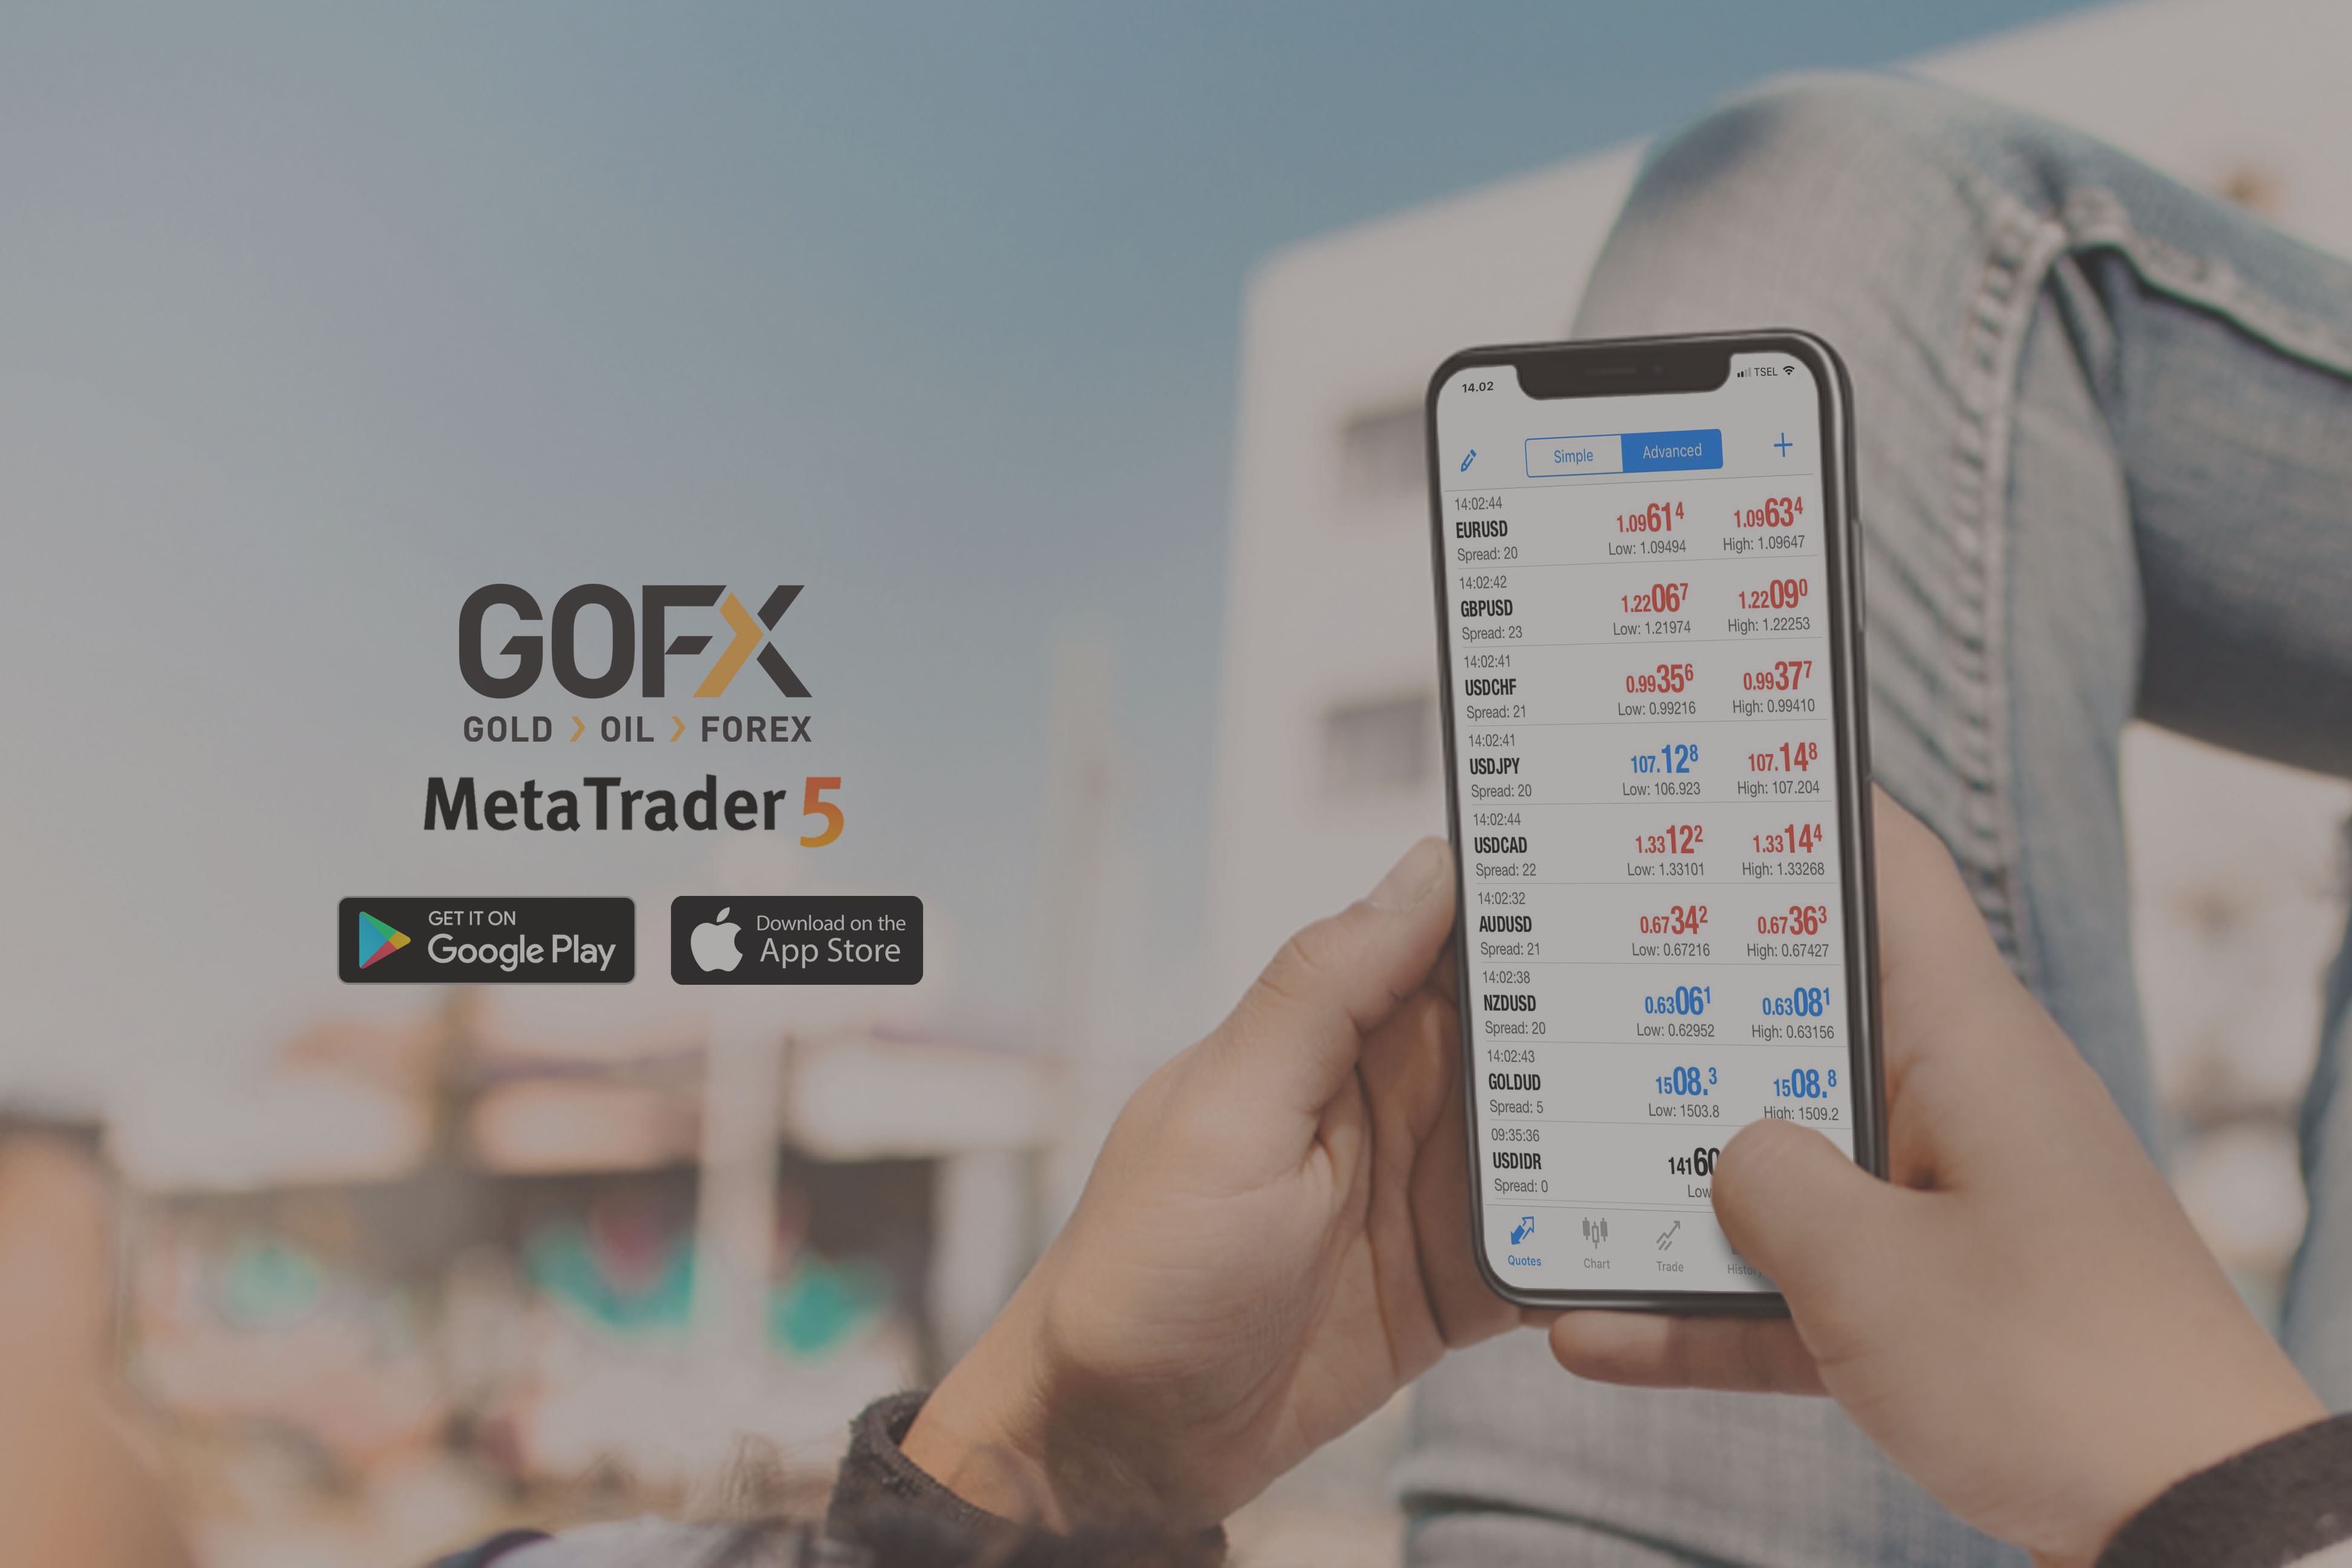 GOFX
GOLD > OIL > FOREX
MetaTrader 5
GET IT ON
Google Play
Download on the
App Store
14.02
TSEL
Simple
Advanced
14:02:44
EURUSD 1.09614 1.09634
Spread: 20 Low: 1.09494 High: 1.09647
14:02:42
GBPUSD 1.22067 1.22090
Spread: 23 Low: 1.21974 High: 1.22253
14:02:41
USDCHF 0.99356 0.99377
Spread: 21 Low: 0.99216 High: 0.99410
14:02:41
USDJPY 107.128 107.148
Spread: 20 Low: 106.923 High: 107.204
14:02:44
USDCAD 1.33122 1.33144
Spread: 22 Low: 1.33101 High: 1.33268
14:02:32
AUDUSD 0.67342 0.67363
Spread: 21 Low: 0.67216 High: 0.67427
14:02:38
NZDUSD 0.63061 0.63081
Spread: 20 Low: 0.62952 High: 0.63156
14:02:43
GOLDUD 1508.3 1508.8
Spread: 5 Low: 1503.8 High: 1509.2
09:35:36
USDIDR 14160
Spread: 0 Low
Quotes
Chart
Trade
History